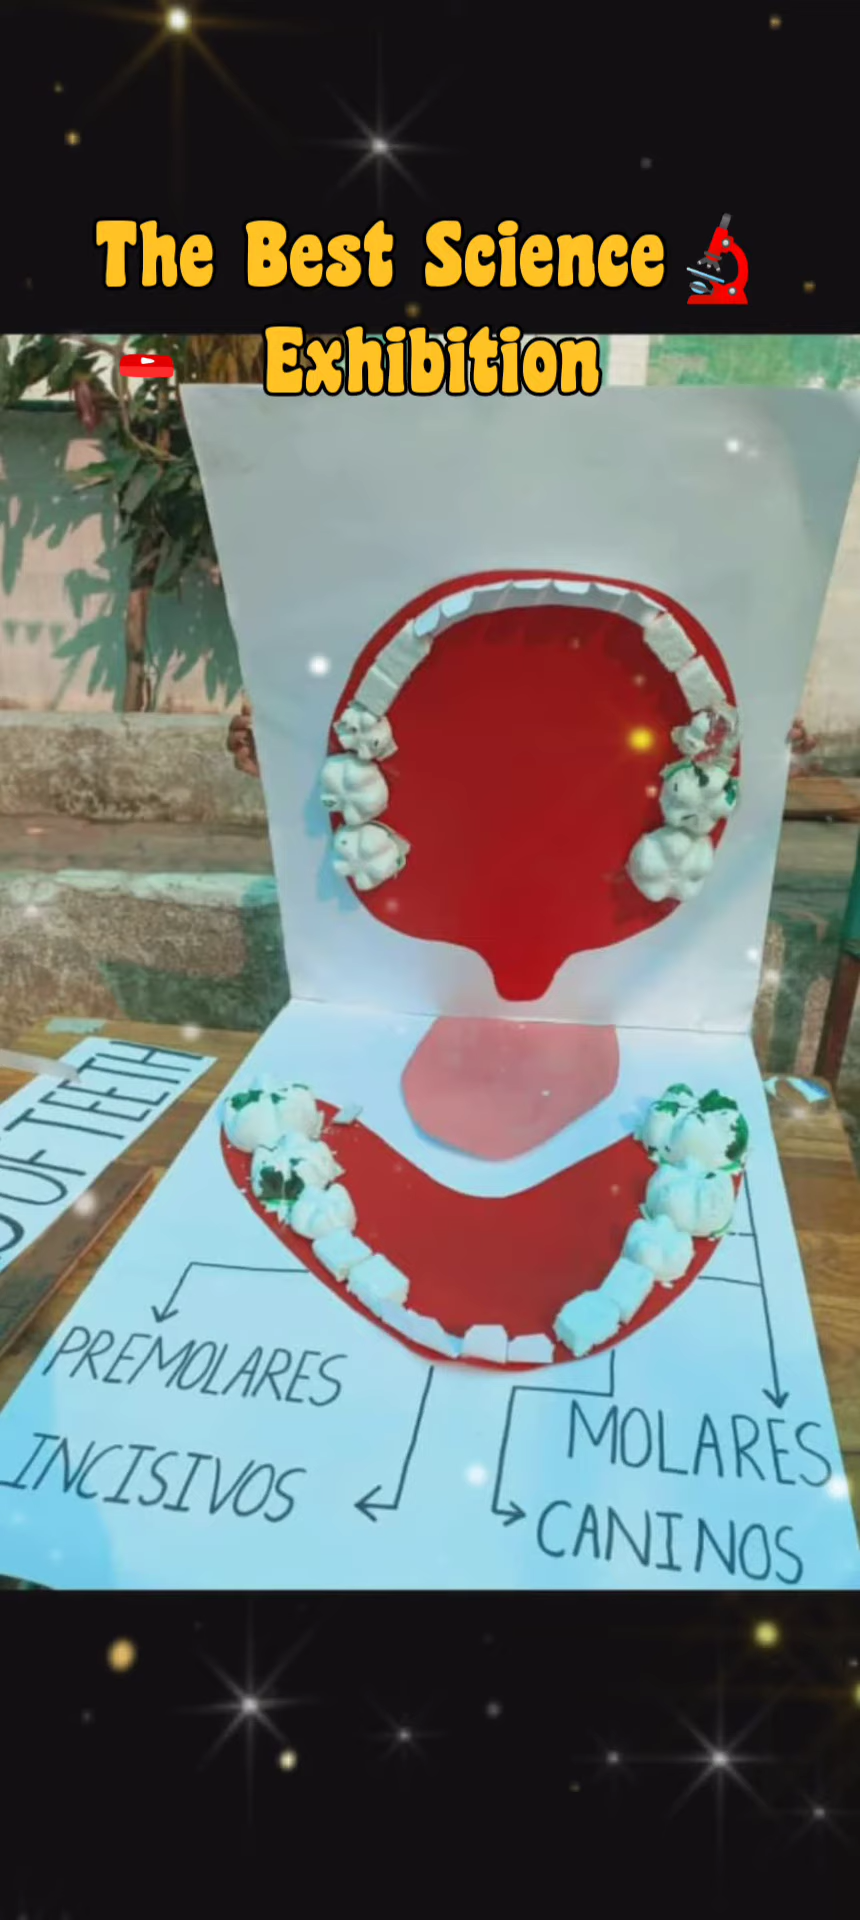 The Best Science
Exhibition
OF TEETH
PREMOLARES
INCISIVOS
MOLARES
CANINOS